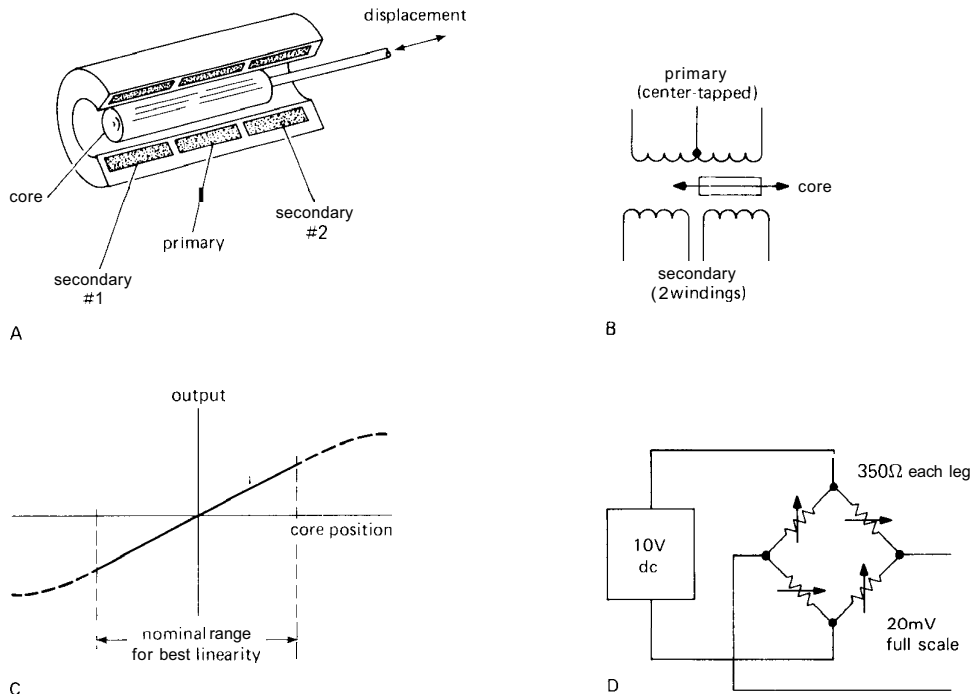 displacement
core
secondary
#2
primary
secondary
#1
A
primary
(center-tapped)
core
secondary
(2windings)
B
output
core position
nominal range
for best linearity
C
350Ω each leg
10V
dc
20mV
full scale
D